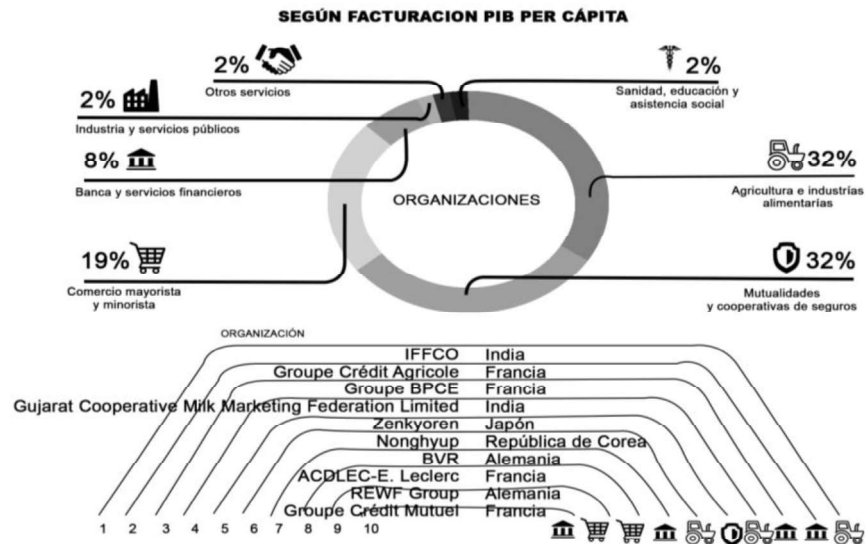 SEGÚN FACTURACION PIB PER CÁPITA
2%
Otros servicios
2%
Sanidad, educación y
asistencia social
2%
Industria y servicios públicos
8%
Banca y servicios financieros
32%
Agricultura e industrias
alimentarías
ORGANIZACIONES
19%
Comercio mayorista
y minorista
32%
Mutualidades
y cooperativas de seguros
ORGANIZACIÓN
IFFCO India
Groupe Crédit Agricole Francia
Groupe BPCE Francia
Gujarat Cooperative Milk Marketing Federation Limited India
Zenkyoren Japón
Nonghyup República de Corea
BVR Alemania
ACDLEC-E. Leclerc Francia
REWF Group Alemania
Groupe Crédit Mutuel Francia
1 2 3 4 5 6 7 8 9 10